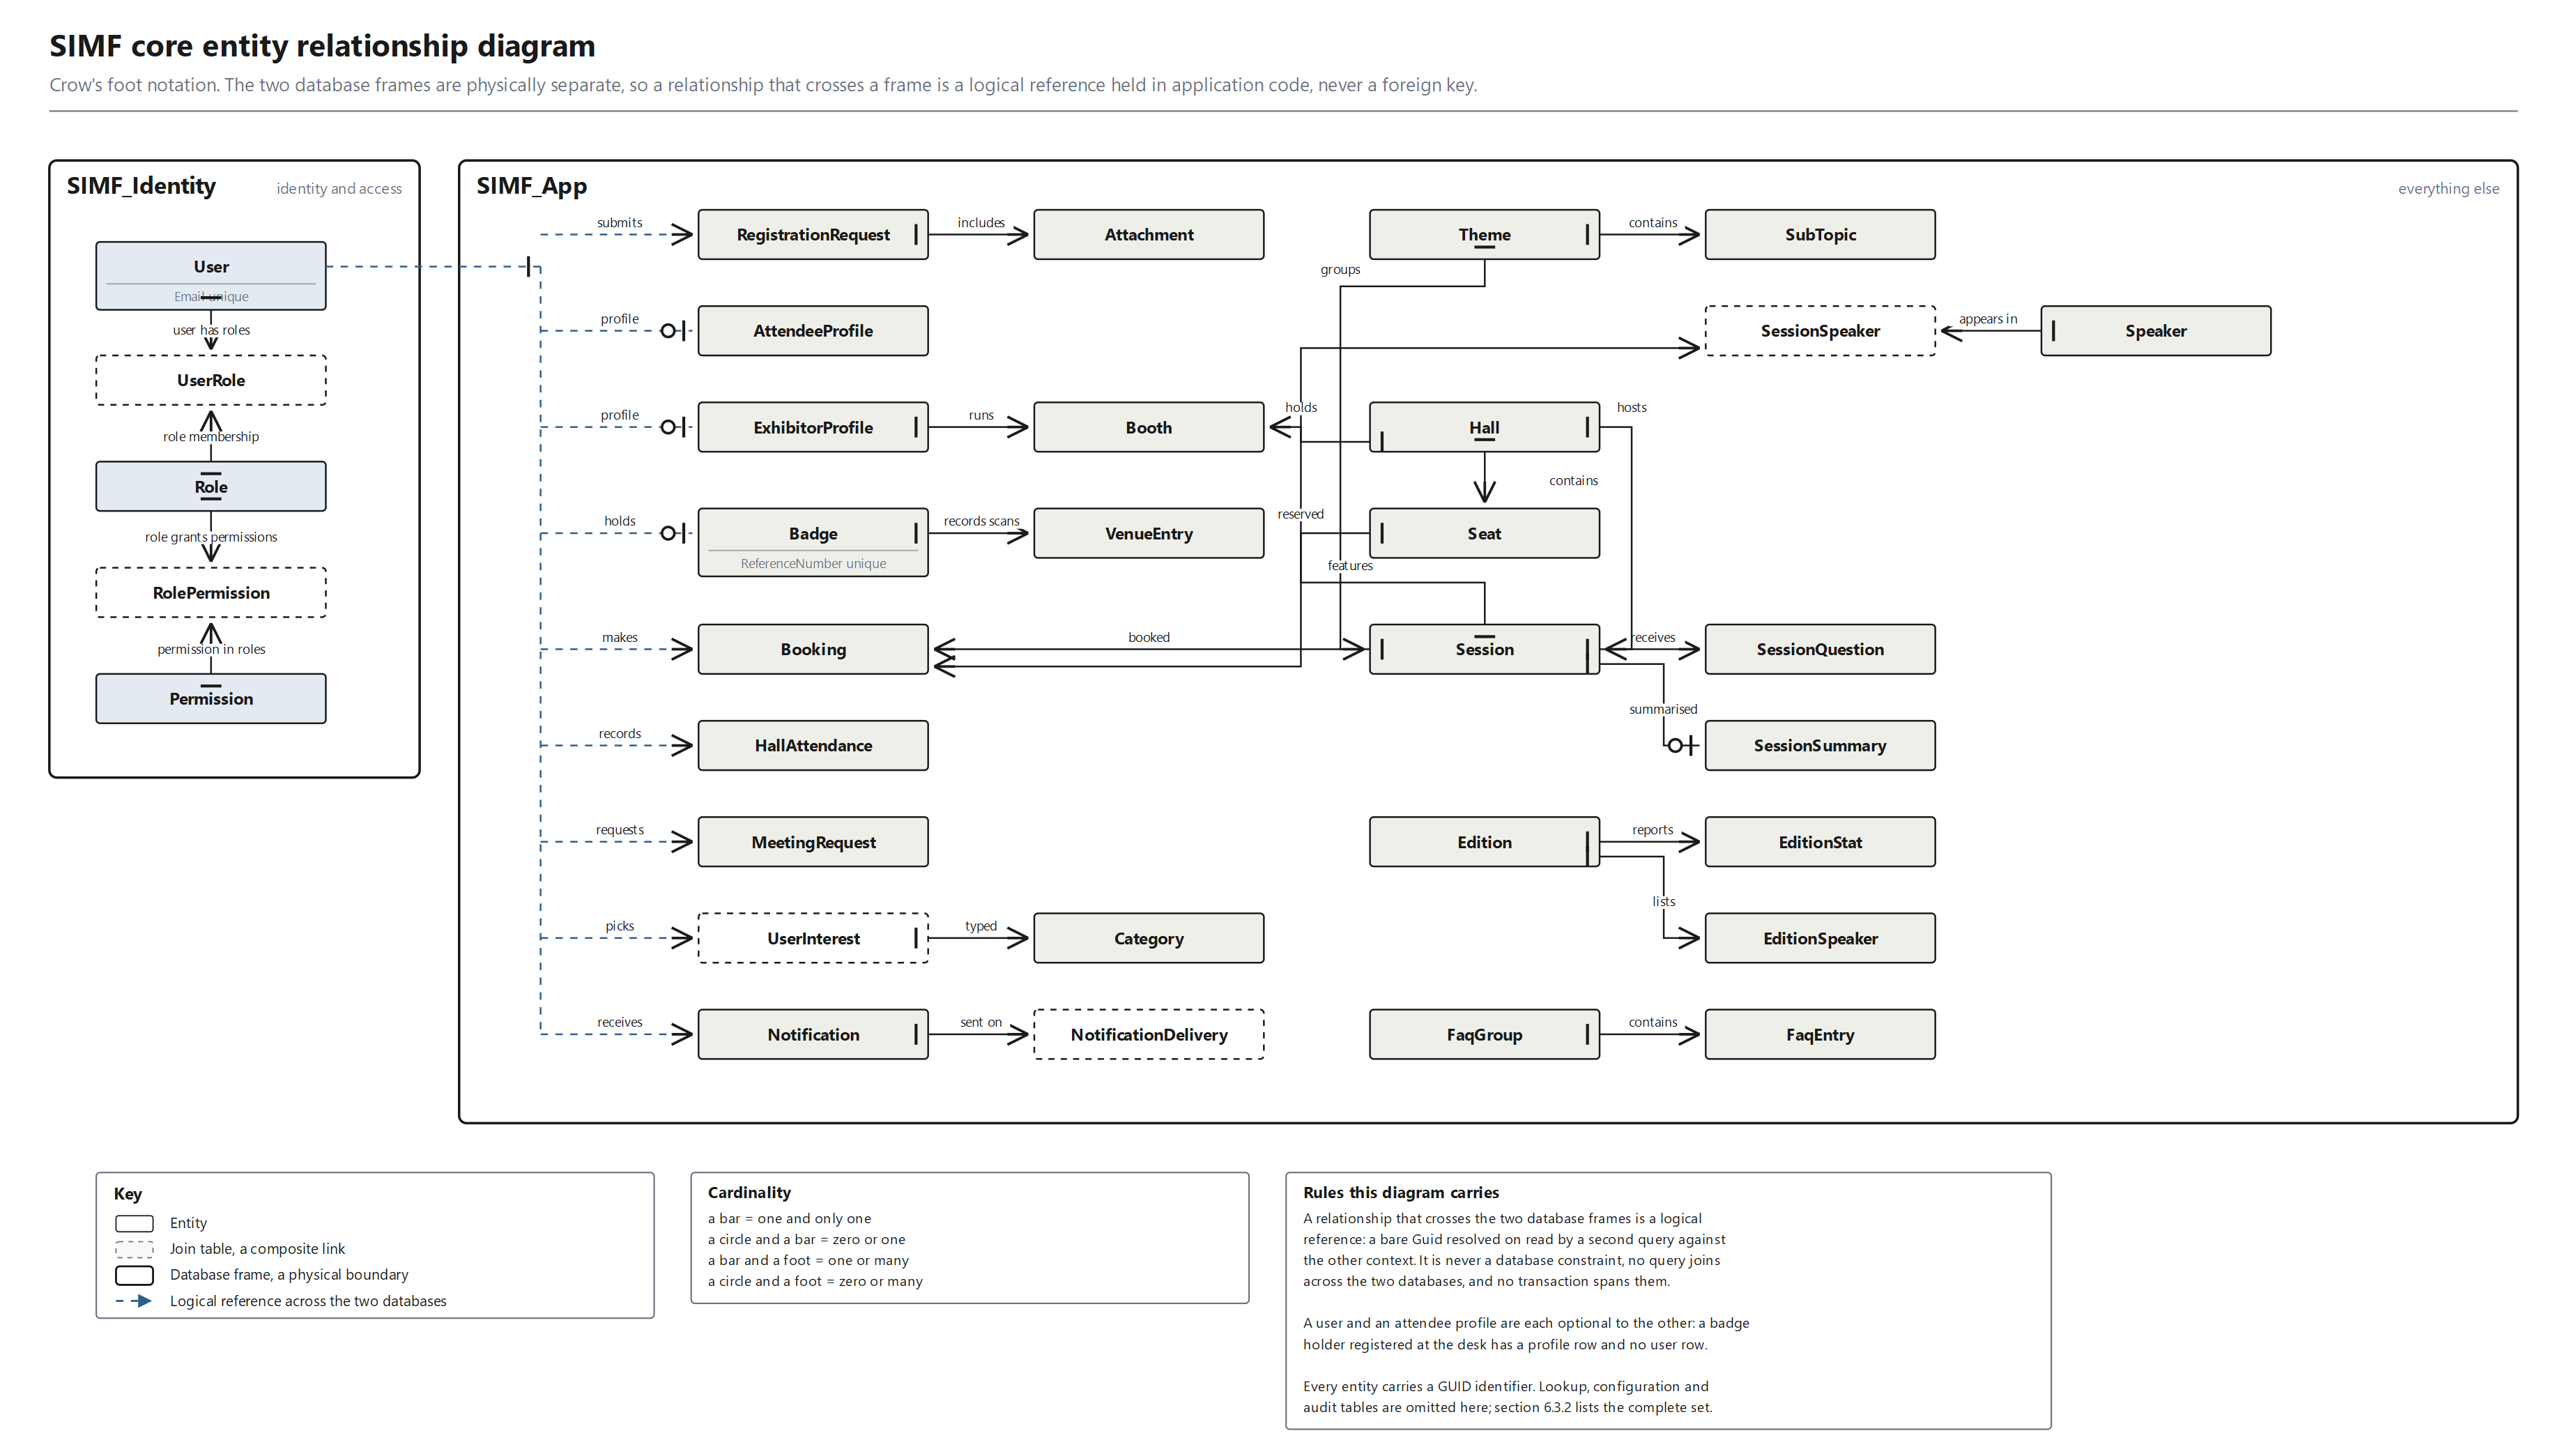 SIMF core entity relationship diagram
Crow's foot notation. The two database frames are physically separate, so a relationship that crosses a frame is a logical reference held in application code, never a foreign key.
SIMF_Identity
identity and access
User
Email unique
user has roles
UserRole
role membership
Role
role grants permissions
RolePermission
permission in roles
Permission
SIMF_App
everything else
submits
RegistrationRequest
includes
Attachment
Theme
contains
SubTopic
groups
profile
AttendeeProfile
SessionSpeaker
appears in
Speaker
profile
ExhibitorProfile
runs
Booth
holds
Hall
hosts
contains
holds
Badge
ReferenceNumber unique
records scans
VenueEntry
reserved
Seat
features
makes
Booking
booked
Session
receives
SessionQuestion
summarised
records
HallAttendance
SessionSummary
requests
MeetingRequest
Edition
reports
EditionStat
lists
picks
UserInterest
typed
Category
EditionSpeaker
receives
Notification
sent on
NotificationDelivery
FaqGroup
contains
FaqEntry
Key
Entity
Join table, a composite link
Database frame, a physical boundary
Logical reference across the two databases
Cardinality
a bar = one and only one
a circle and a bar = zero or one
a bar and a foot = one or many
a circle and a foot = zero or many
Rules this diagram carries
A relationship that crosses the two database frames is a logical
reference: a bare Guid resolved on read by a second query against
the other context. It is never a database constraint, no query joins
across the two databases, and no transaction spans them.
A user and an attendee profile are each optional to the other: a badge
holder registered at the desk has a profile row and no user row.
Every entity carries a GUID identifier. Lookup, configuration and
audit tables are omitted here; section 6.3.2 lists the complete set.